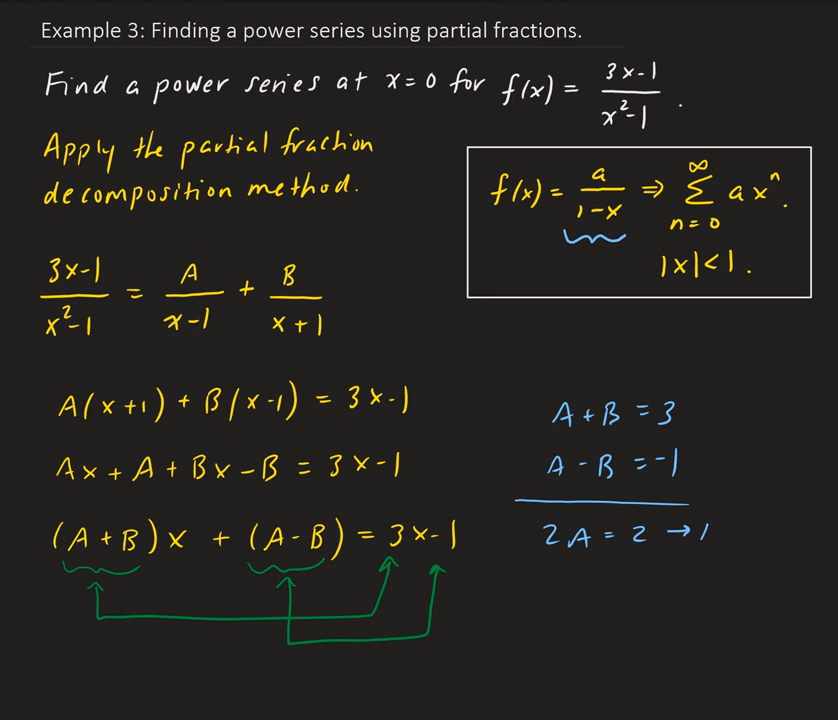 Example 3: Finding a power series using partial fractions.
Find a power series at x = 0 for f(x) = (3x-1)/(x²-1).
Apply the partial fraction
decomposition method.
f(x) = a/(1-x) ⇒ ∑_{n=0}^{∞} a xⁿ.
|x| < 1.
(3x-1)/(x²-1) = A/(x-1) + B/(x+1)
A(x+1) + B(x-1) = 3x-1
Ax + A + Bx - B = 3x-1
(A+B)x + (A-B) = 3x-1
A + B = 3
A - B = -1
2A = 2 → 1